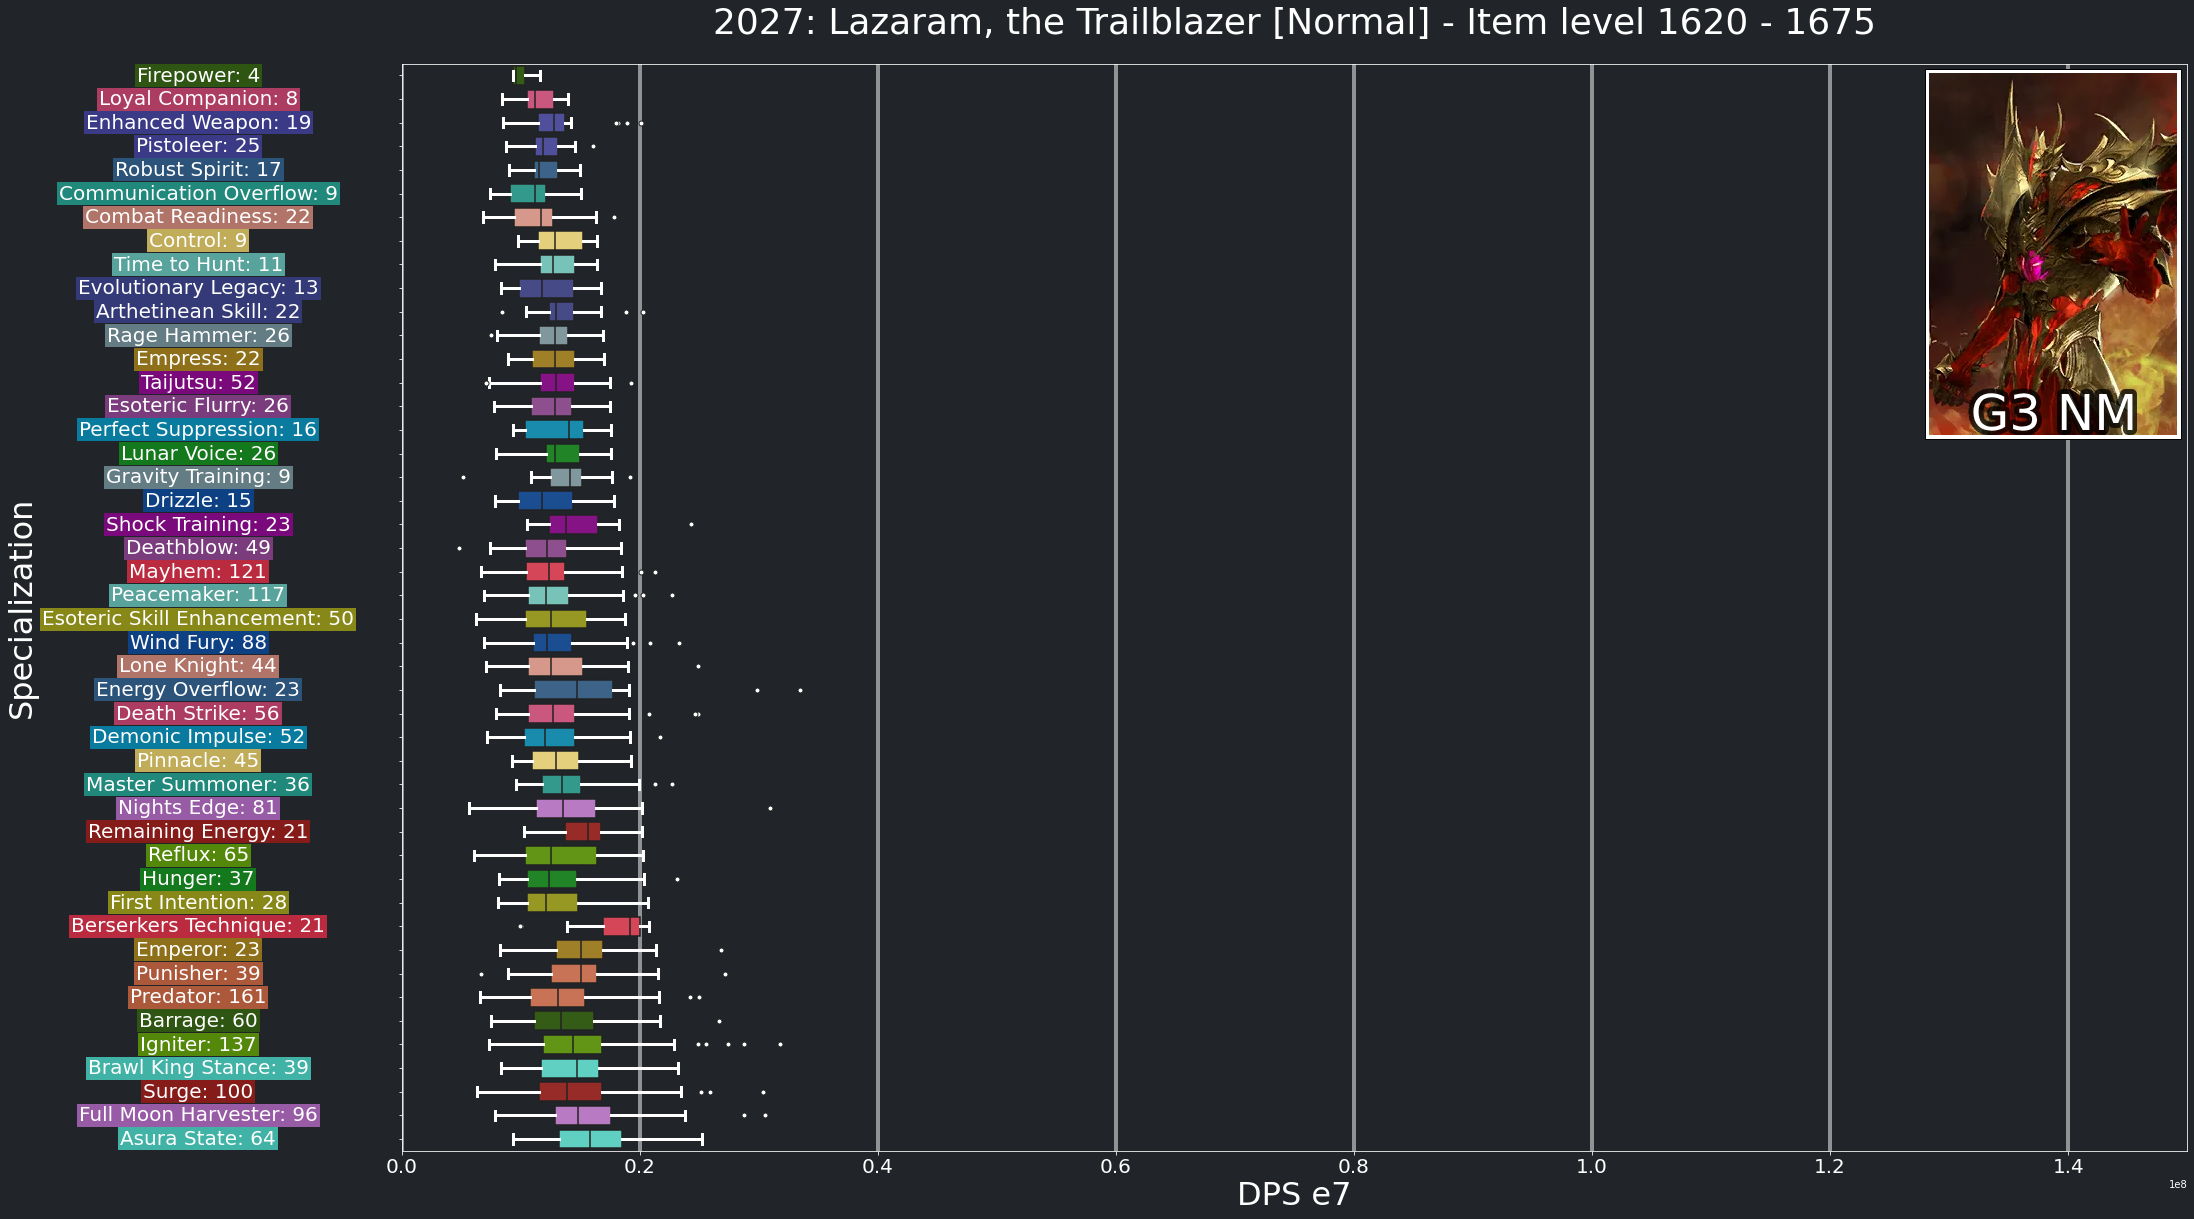 2027: Lazaram, the Trailblazer [Normal] - Item level 1620 - 1675
Firepower: 4
Loyal Companion: 8
Enhanced Weapon: 19
Pistoleer: 25
Robust Spirit: 17
Communication Overflow: 9
Combat Readiness: 22
Control: 9
Time to Hunt: 11
Evolutionary Legacy: 13
Arthetinean Skill: 22
Rage Hammer: 26
Empress: 22
Taijutsu: 52
Esoteric Flurry: 26
Perfect Suppression: 16
Lunar Voice: 26
Gravity Training: 9
Drizzle: 15
Shock Training: 23
Deathblow: 49
Mayhem: 121
Peacemaker: 117
Esoteric Skill Enhancement: 50
Wind Fury: 88
Lone Knight: 44
Energy Overflow: 23
Death Strike: 56
Demonic Impulse: 52
Pinnacle: 45
Master Summoner: 36
Nights Edge: 81
Remaining Energy: 21
Reflux: 65
Hunger: 37
First Intention: 28
Berserkers Technique: 21
Emperor: 23
Punisher: 39
Predator: 161
Barrage: 60
Igniter: 137
Brawl King Stance: 39
Surge: 100
Full Moon Harvester: 96
Asura State: 64
Specialization
G3 NM
0.0 0.2 0.4 0.6 0.8 1.0 1.2 1.4
DPS e7
1e8